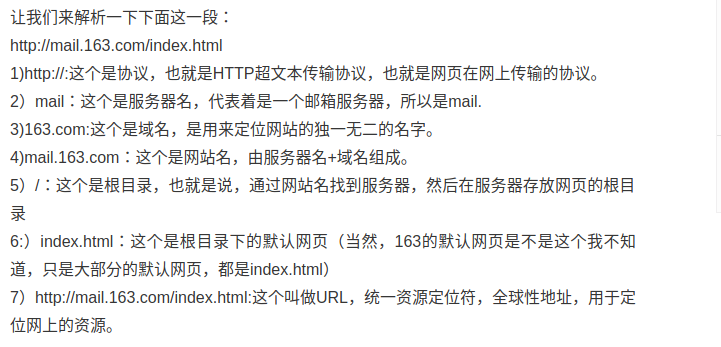 让我们来解析一下下面这一段：
http://mail.163.com/index.html
1)http://:这个是协议，也就是HTTP超文本传输协议，也就是网页在网上传输的协议。
2）mail：这个是服务器名，代表着是一个邮箱服务器，所以是mail.
3)163.com:这个是域名，是用来定位网站的独一无二的名字。
4)mail.163.com：这个是网站名，由服务器名+域名组成。
5）/：这个是根目录，也就是说，通过网站名找到服务器，然后在服务器存放网页的根目
录
6:）index.html：这个是根目录下的默认网页（当然，163的默认网页是不是这个我不知
道，只是大部分的默认网页，都是index.html）
7）http://mail.163.com/index.html:这个叫做URL，统一资源定位符，全球性地址，用于定
位网上的资源。